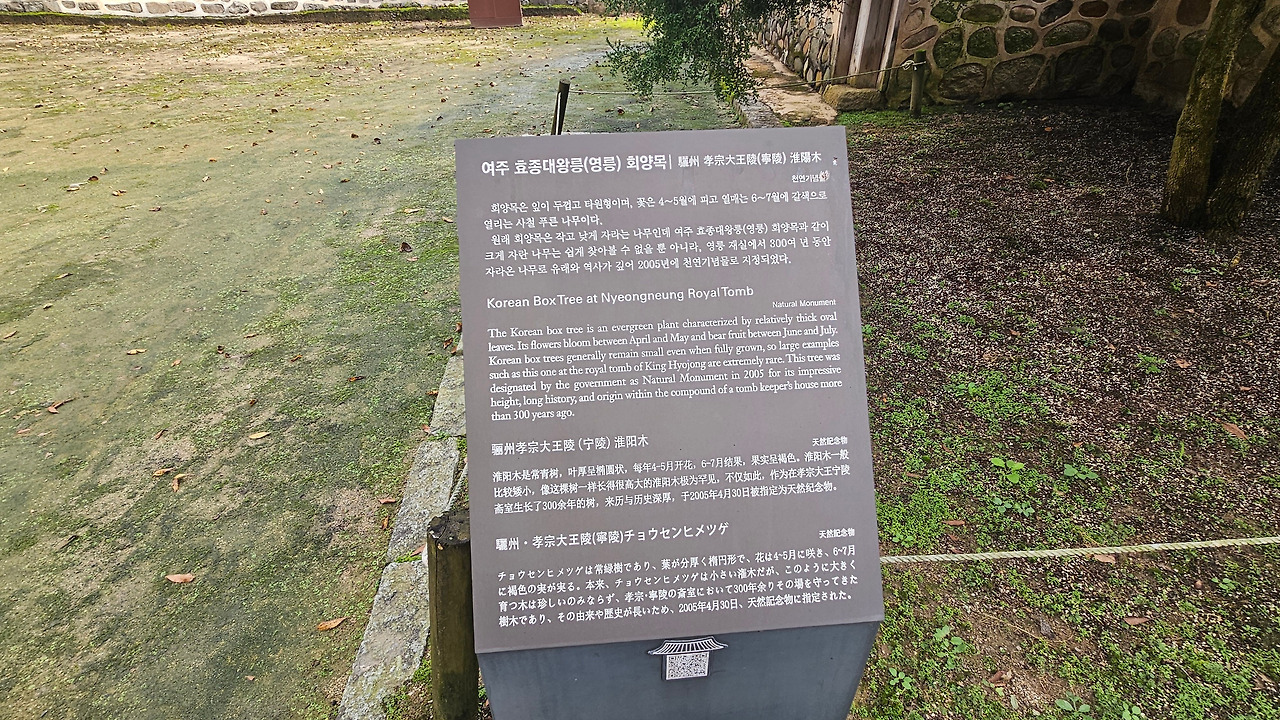 여주 효종대왕릉(영릉) 회양목 | 驪州 孝宗大王陵(寧陵) 淮陽木
천연기념물
회양목은 잎이 두껍고 타원형이며, 꽃은 4~5월에 피고 열매는 6~7월에 갈색으로
열리는 사철 푸른 나무이다.
원래 회양목은 작고 낮게 자라는 나무인데 여주 효종대왕릉(영릉) 회양목과 같이
크게 자란 나무는 쉽게 찾아볼 수 없을 뿐 아니라, 영릉 재실에서 300여 년 동안
자라온 나무로 유래와 역사가 깊어 2005년에 천연기념물로 지정되었다.
Korean Box Tree at Nyeongneung Royal Tomb
Natural Monument
The Korean box tree is an evergreen plant characterized by relatively thick oval
leaves. Its flowers bloom between April and May and bear fruit between June and July.
Korean box trees generally remain small even when fully grown, so large examples
such as this one at the royal tomb of King Hyojong are extremely rare. This tree was
designated by the government as Natural Monument in 2005 for its impressive
height, long history, and origin within the compound of a tomb keeper's house more
than 300 years ago.
骊州孝宗大王陵 (宁陵) 淮阳木
天然紀念物
淮阳木是常青树，叶厚呈椭圆状，每年4-5月开花，6-7月结果，果实呈褐色。淮阳木一般
比较矮小，像这棵树一样长得很高大的淮阳木极为罕见，不仅如此，作为在孝宗大王宁陵
斋室生长了300余年的树，来历与历史深厚，于2005年4月30日被指定为天然纪念物。
驪州・孝宗大王陵(寧陵)チョウセンヒメツゲ
天然記念物
チョウセンヒメツゲは常緑樹であり、葉が分厚く楕円形で、花は4~5月に咲き、6~7月
に褐色の実が実る。本来、チョウセンヒメツゲは小さい潅木だが、このように大きく
育つ木は珍しいのみならず、孝宗・寧陵の斎室において300年余りその場を守ってきた
樹木であり、その由来や歴史が長いため、2005年4月30日、天然記念物に指定された。